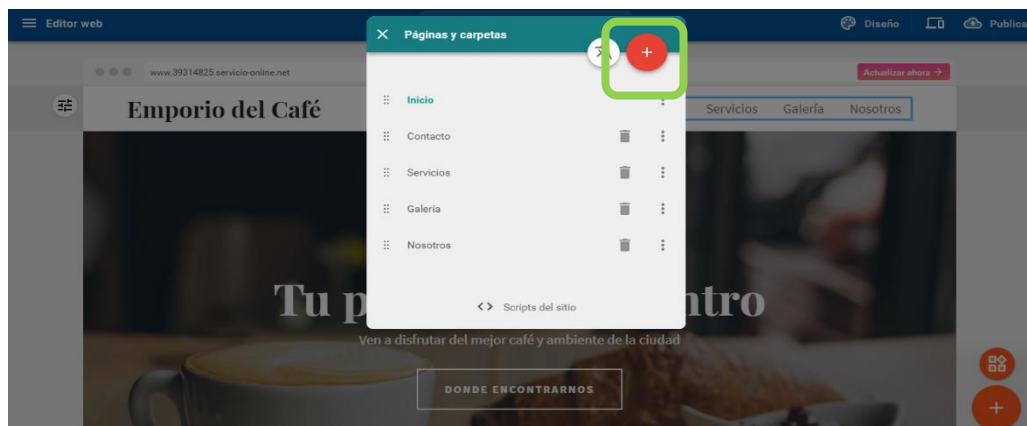 Editor web
Diseño
Publica
Páginas y carpetas
www.39314825.servicio-online.net
Actualizar ahora →
Emporio del Café
Servicios Galería Nosotros
Inicio
Contacto
Servicios
Galería
Nosotros
<> Scripts del sitio
Tu p
ntro
Ven a disfrutar del mejor café y ambiente de la ciudad
DONDE ENCONTRARNOS